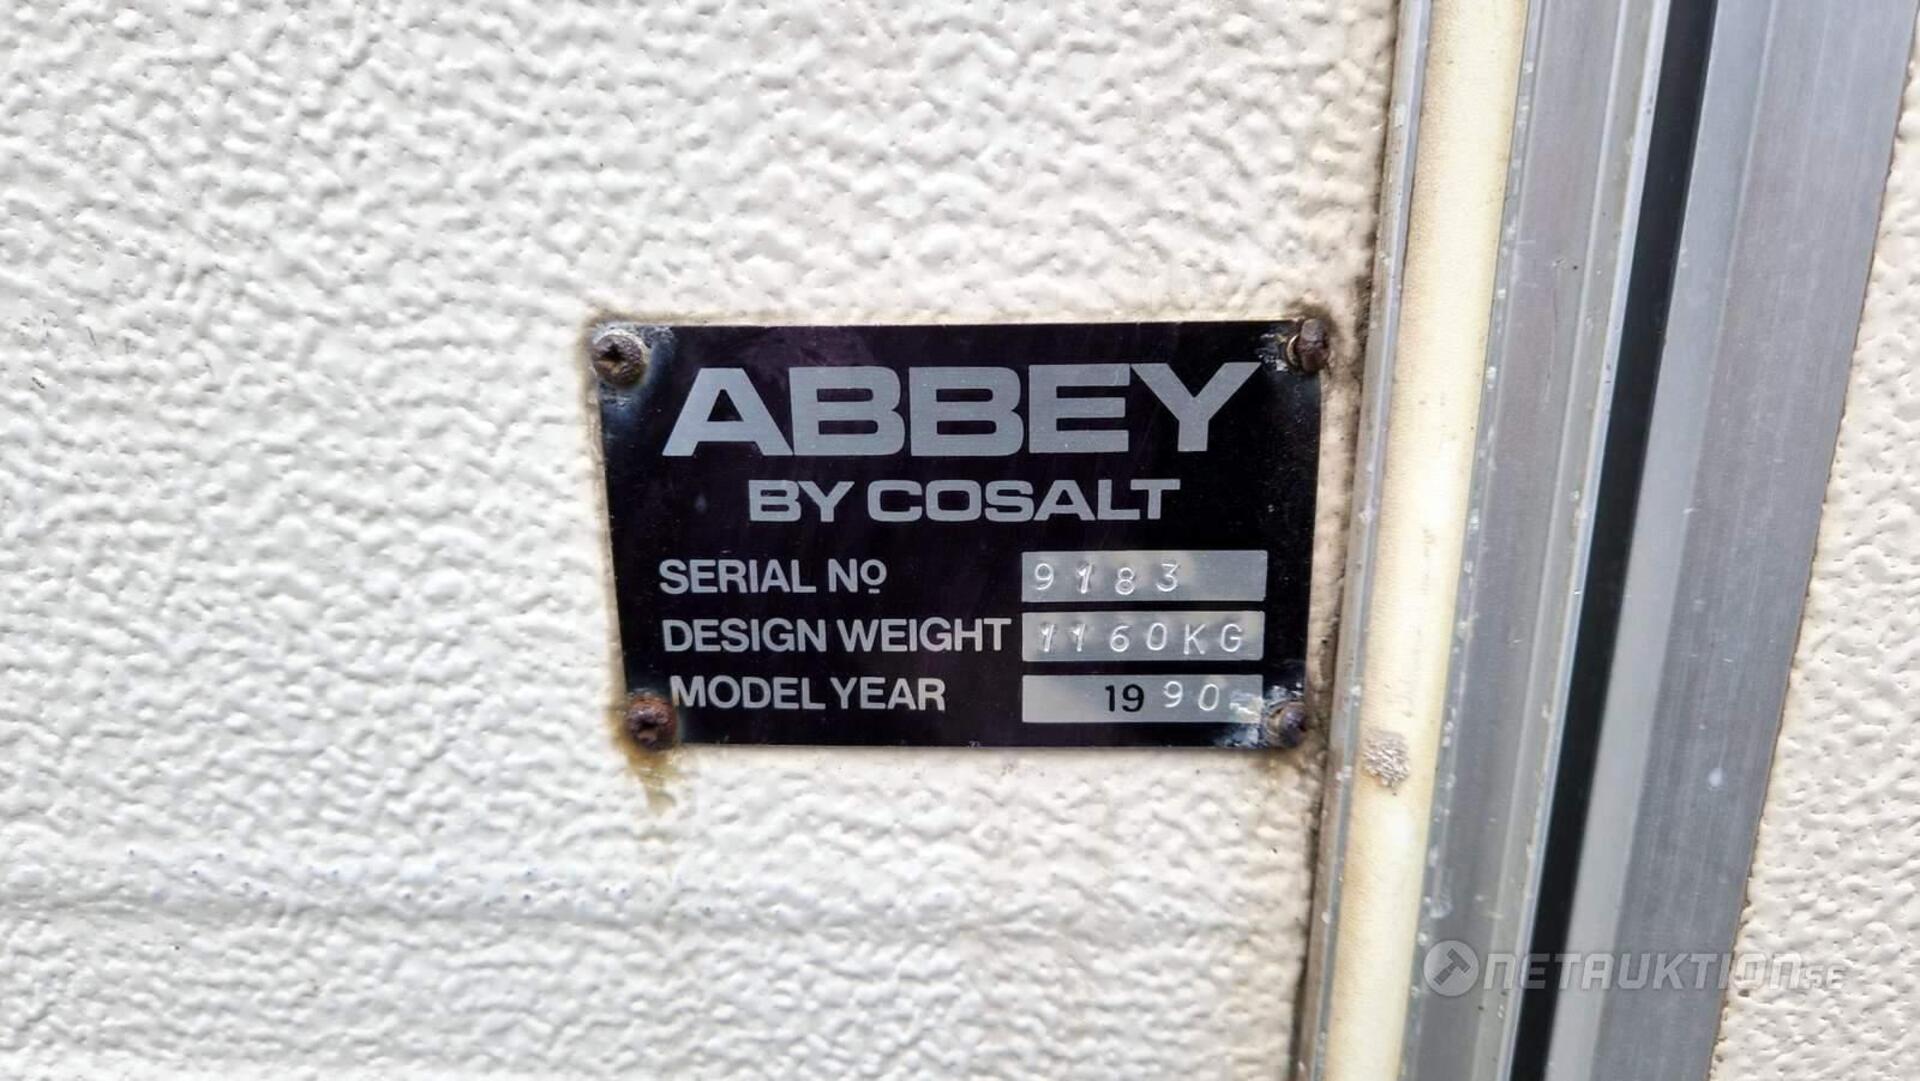 ABBEY
BY COSALT
SERIAL Nº 9183
DESIGN WEIGHT 1160KG
MODEL YEAR 1990
NETAUKTION.SE